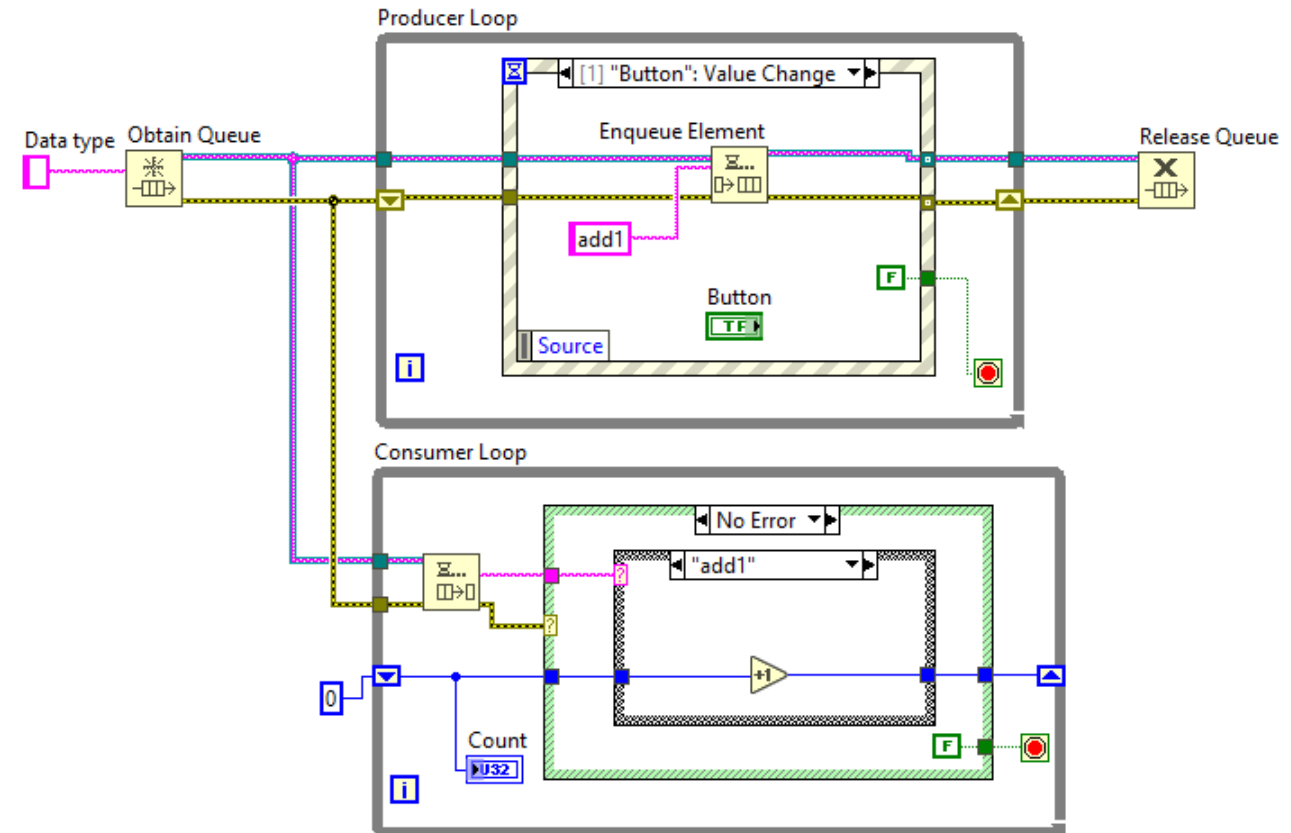 Producer Loop
[1] "Button": Value Change
Data type
Obtain Queue
Enqueue Element
Release Queue
add1
F
Button
TF
Source
i
Consumer Loop
No Error
"add1"
?
?
+1
0
Count
U32
F
i